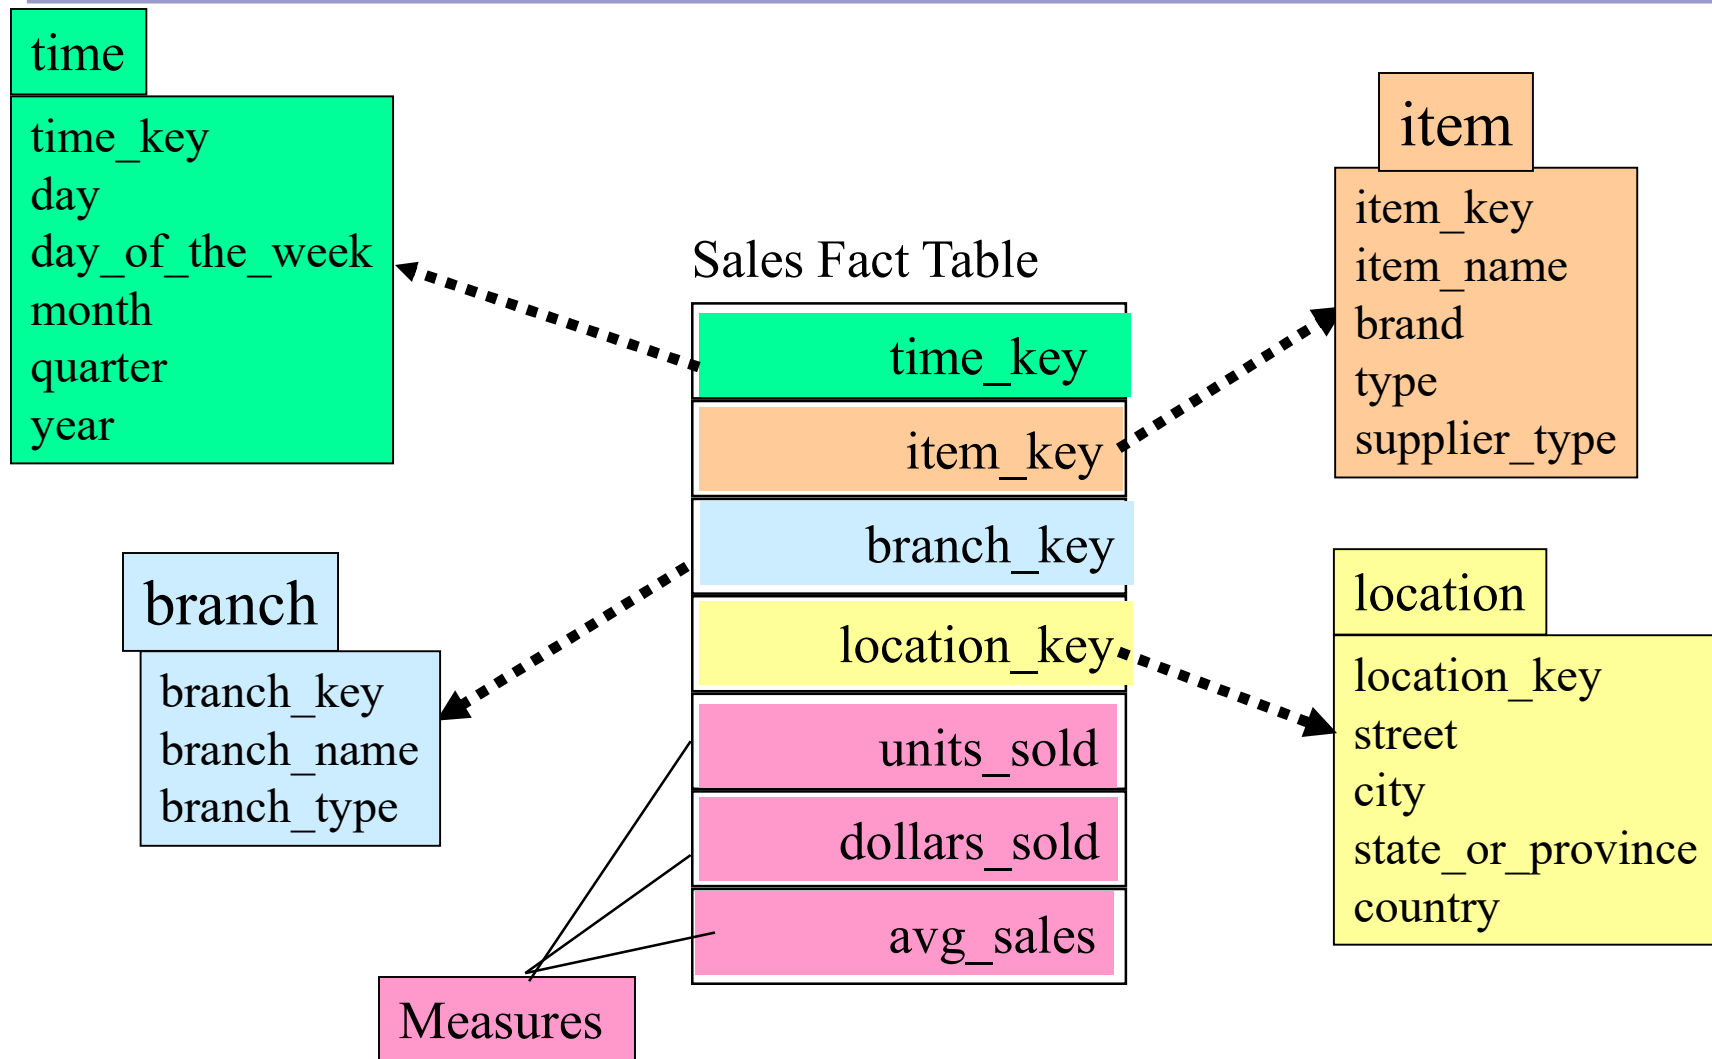 time
time_key
day
day_of_the_week
month
quarter
year
item
item_key
item_name
brand
type
supplier_type
Sales Fact Table
time_key
item_key
branch_key
location_key
units_sold
dollars_sold
avg_sales
branch
branch_key
branch_name
branch_type
location
location_key
street
city
state_or_province
country
Measures